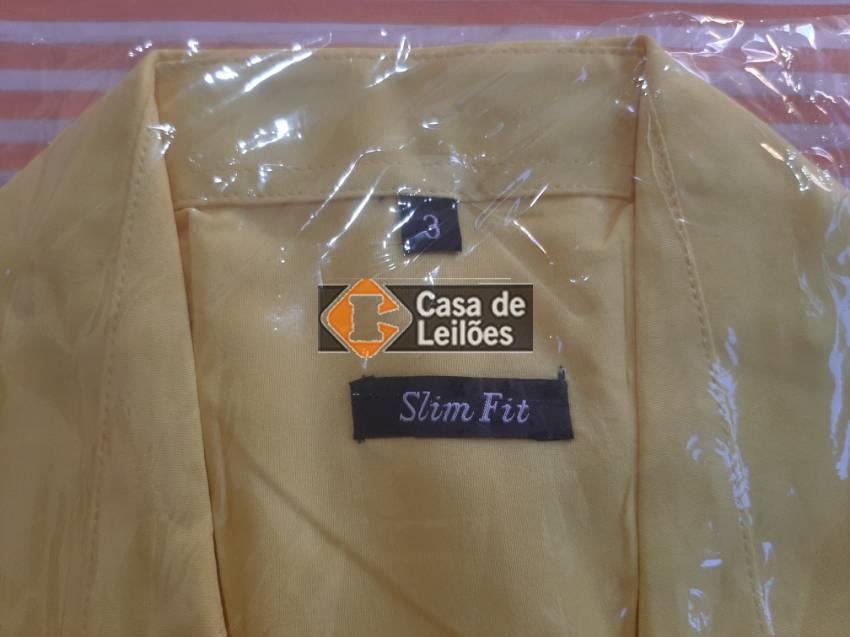 3
Casa de
Leilões
Slim Fit